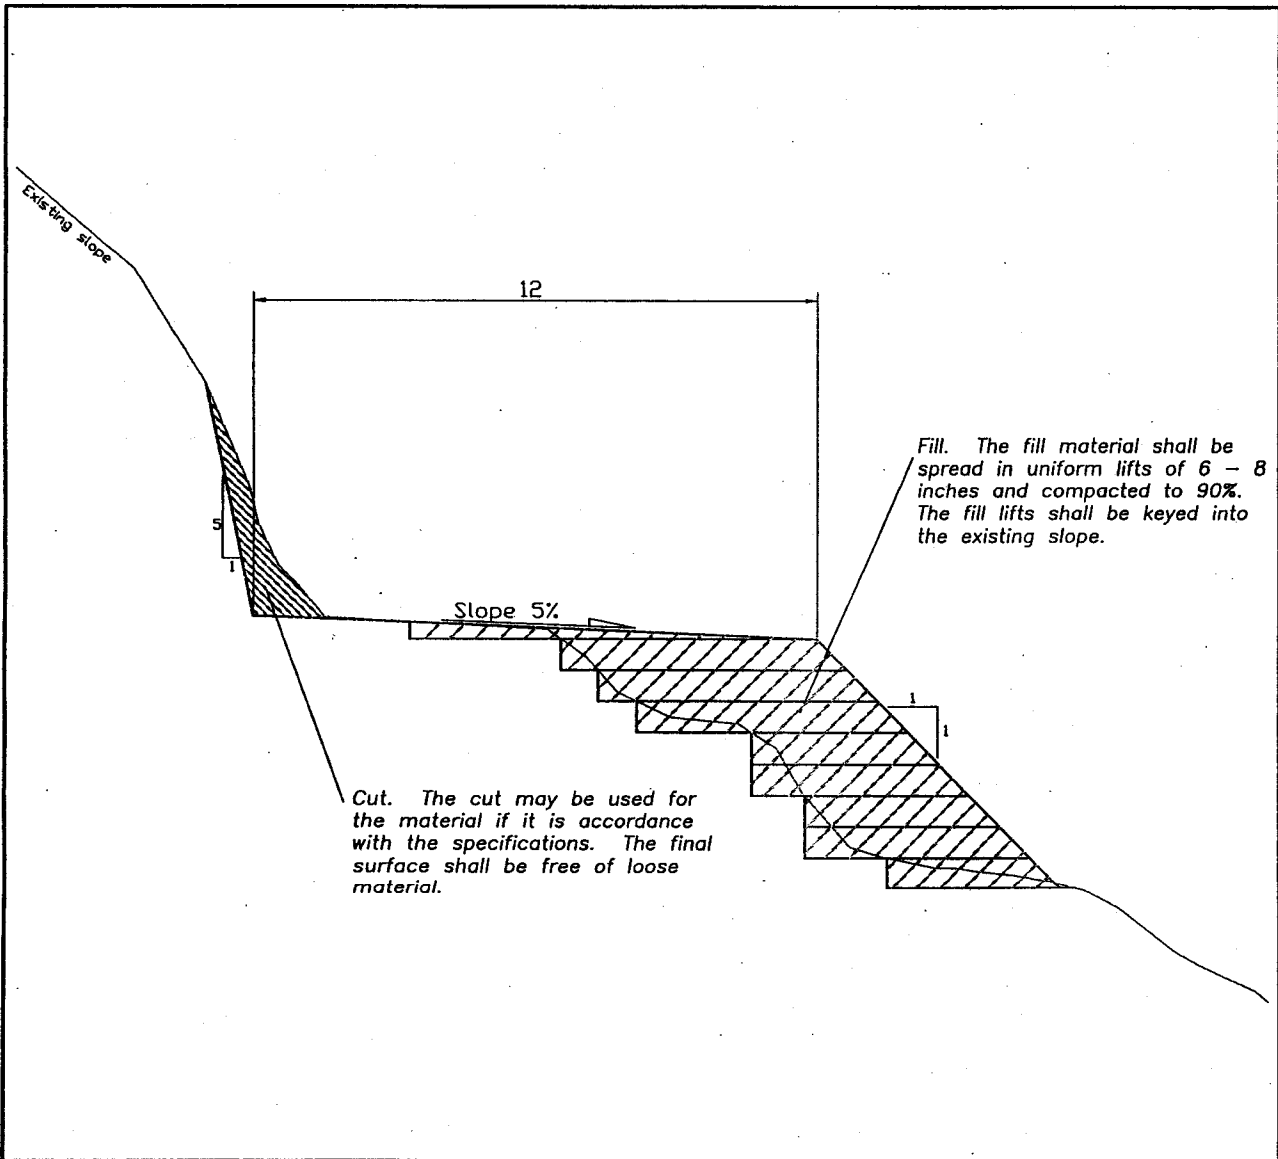 Existing slope
12
Fill. The fill material shall be
spread in uniform lifts of 6 - 8
inches and compacted to 90%.
The fill lifts shall be keyed into
the existing slope.
5
1
Slope 5%
1
1
Cut. The cut may be used for
the material if it is accordance
with the specifications. The final
surface shall be free of loose
material.